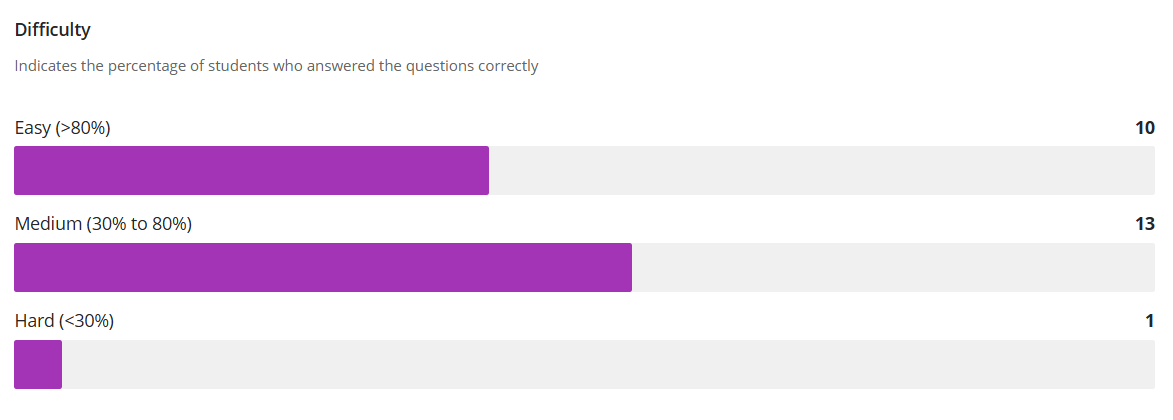 Difficulty
Indicates the percentage of students who answered the questions correctly
Easy (>80%) 10
Medium (30% to 80%) 13
Hard (<30%) 1